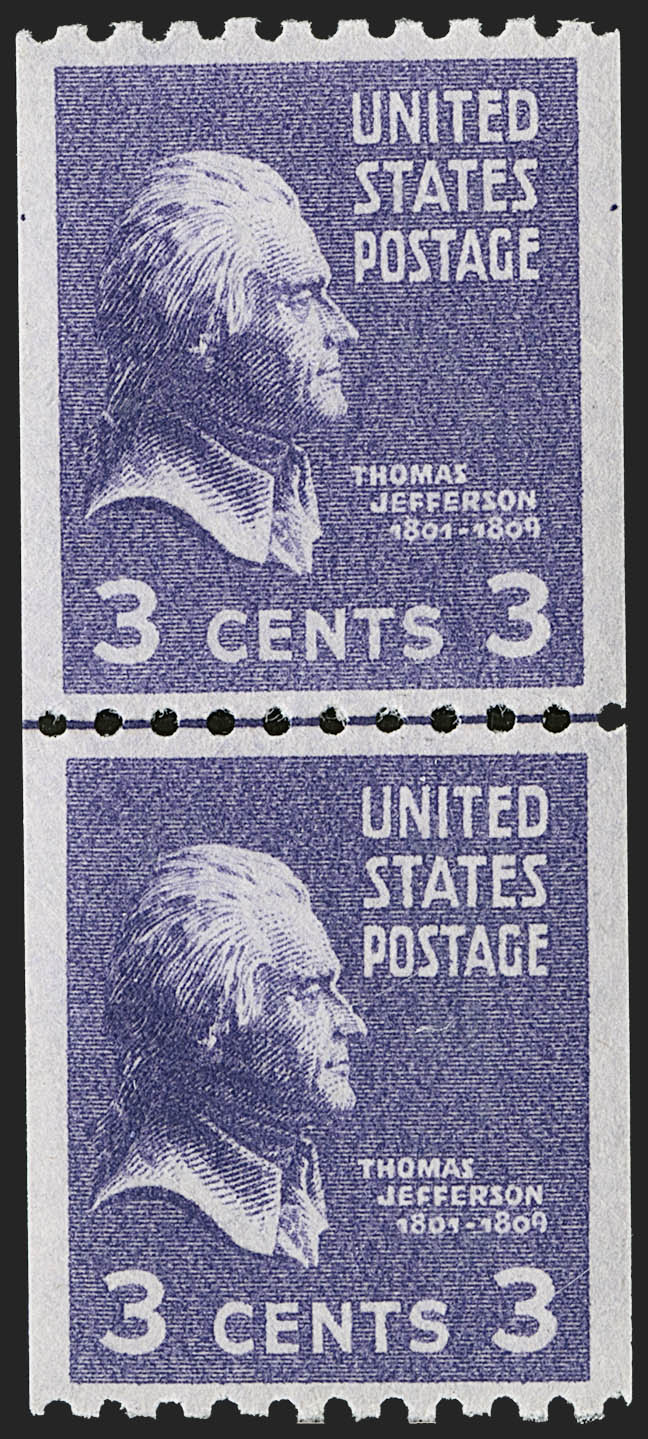 UNITED
STATES
POSTAGE
THOMAS
JEFFERSON
1801-1809
3 CENTS 3
UNITED
STATES
POSTAGE
THOMAS
JEFFERSON
1801-1809
3 CENTS 3